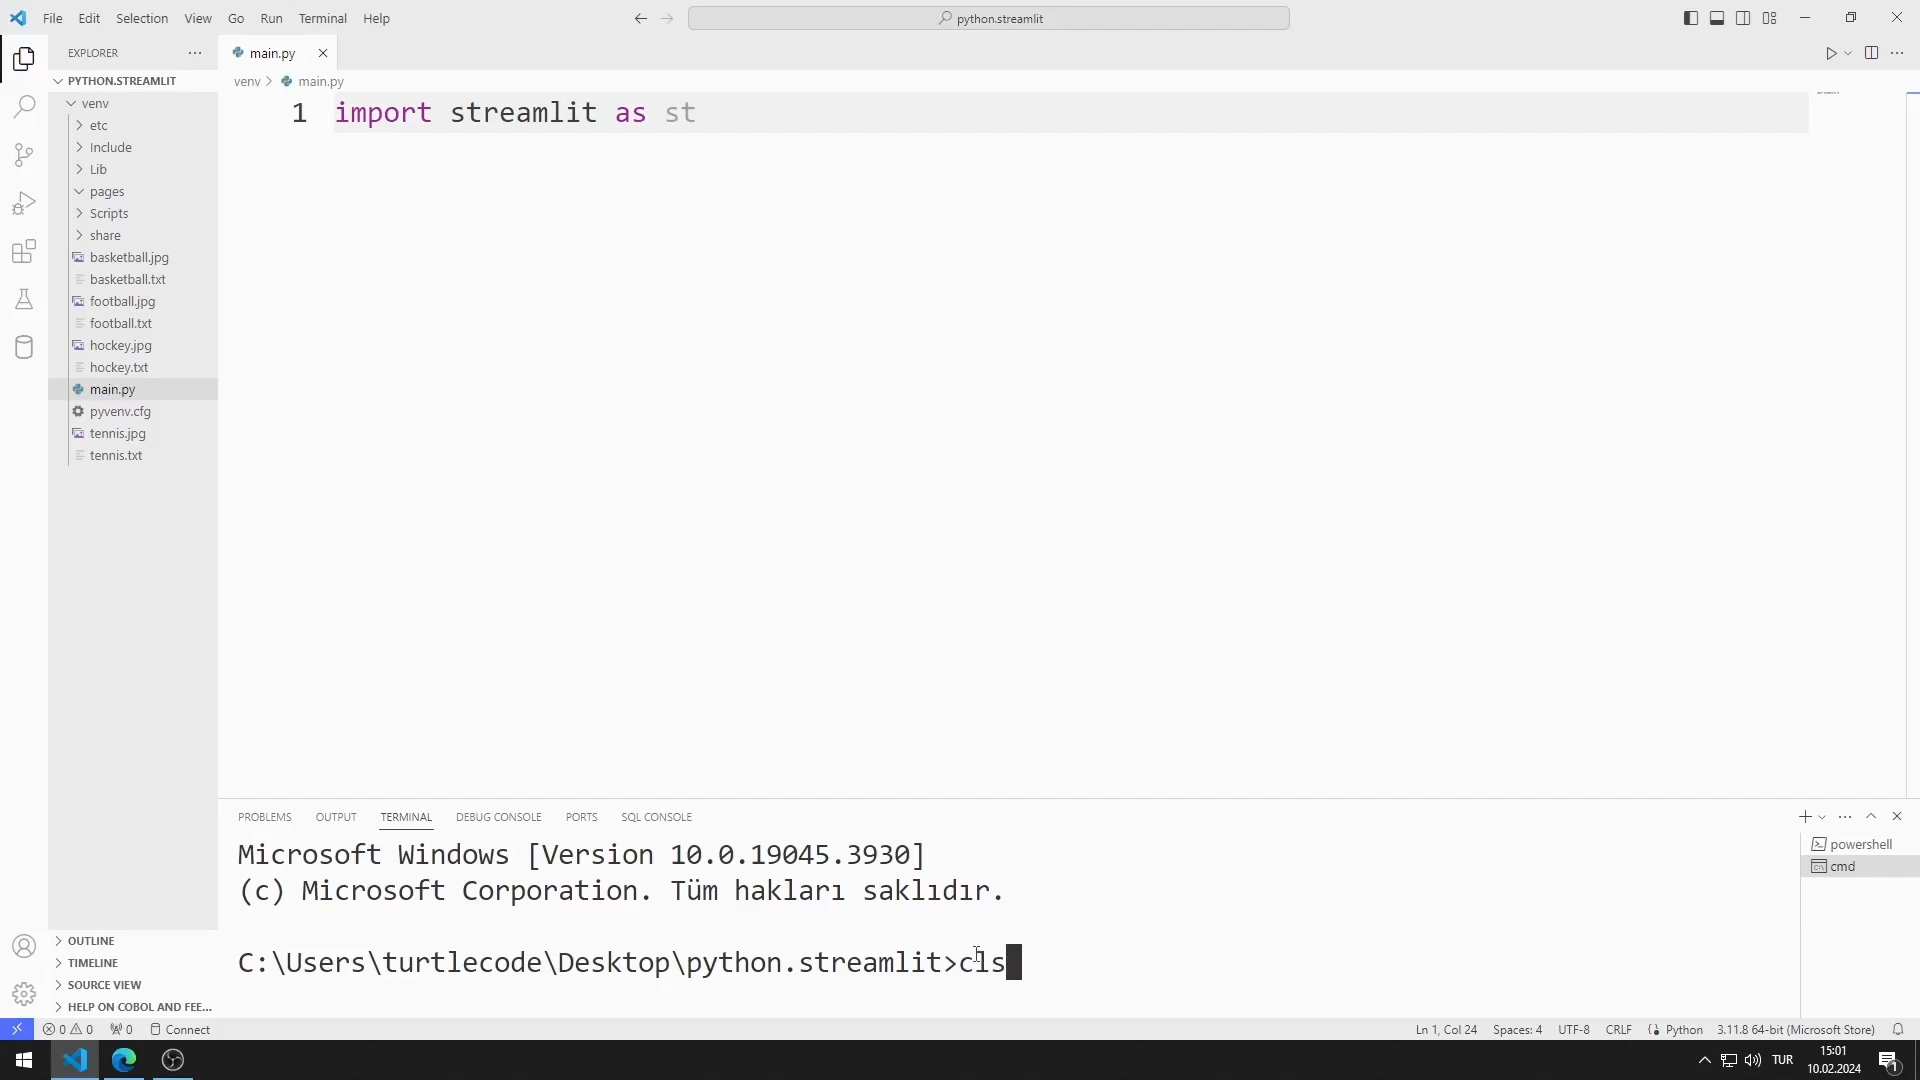 File Edit Selection View Go Run Terminal Help
python.streamlit
EXPLORER
main.py
PYTHON.STREAMLIT
venv > main.py
venv
etc
Include
Lib
pages
Scripts
share
basketball.jpg
basketball.txt
football.jpg
football.txt
hockey.jpg
hockey.txt
main.py
pyvenv.cfg
tennis.jpg
tennis.txt
1 import streamlit as st
PROBLEMS OUTPUT TERMINAL DEBUG CONSOLE PORTS SQL CONSOLE
Microsoft Windows [Version 10.0.19045.3930]
(c) Microsoft Corporation. Tüm hakları saklıdır.
C:\Users\turtlecode\Desktop\python.streamlit>cls
powershell
cmd
OUTLINE
TIMELINE
SOURCE VIEW
HELP ON COBOL AND FEE...
0 0 0 Connect
Ln 1, Col 24 Spaces: 4 UTF-8 CRLF Python 3.11.8 64-bit (Microsoft Store)
TUR
15:01
10.02.2024
1